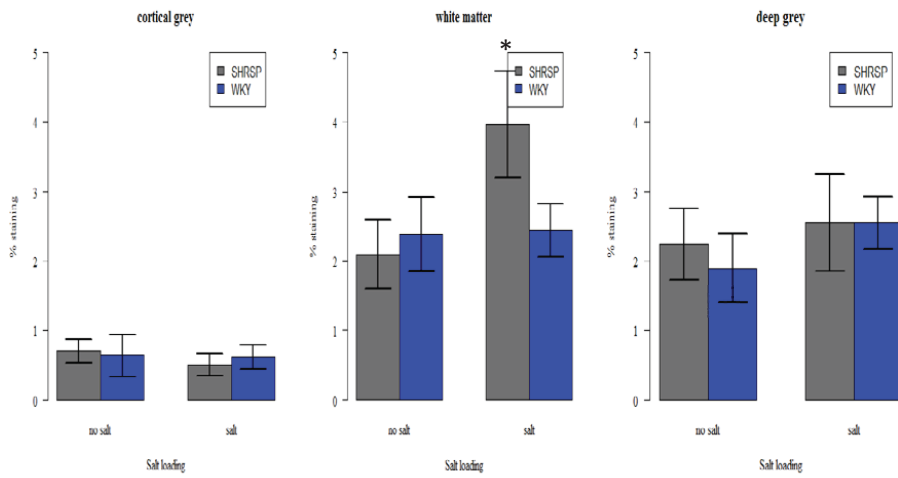 cortical grey
5
4
3
2
1
0
% staining
SHRSP
WKY
no salt
salt
Salt loading
white matter
*
5
4
3
2
1
0
% staining
SHRSP
WKY
no salt
salt
Salt loading
deep grey
5
4
3
2
1
0
% staining
SHRSP
WKY
no salt
salt
Salt loading